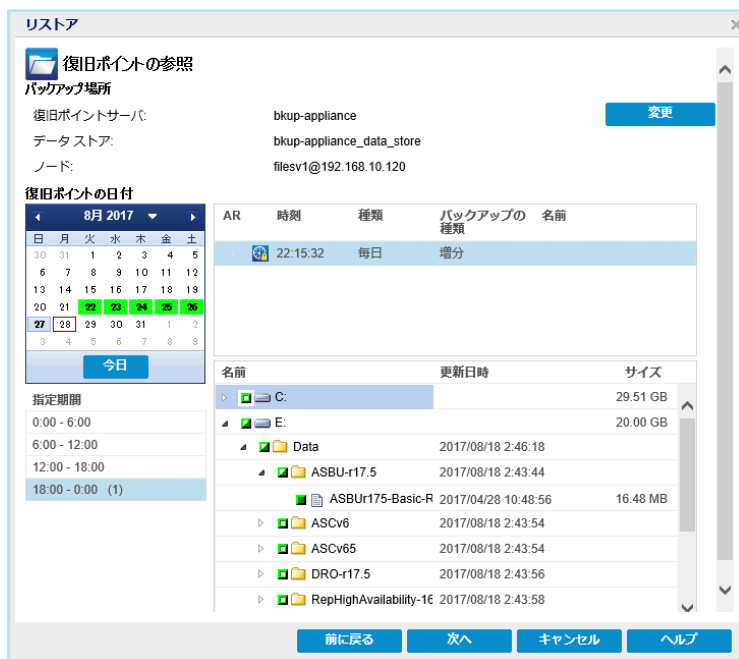 リストア
復旧ポイントの参照
バックアップ場所
復旧ポイントサーバ: bkup-appliance 変更
データ ストア: bkup-appliance_data_store
ノード: filesv1@192.168.10.120
復旧ポイントの日付
8月 2017
日 月 火 水 木 金 土
30 31 1 2 3 4 5
6 7 8 9 10 11 12
13 14 15 16 17 18 19
20 21 22 23 24 25 26
27 28 29 30 31 1 2
3 4 5 6 7 8 9
今日
指定期間
0:00 - 6:00
6:00 - 12:00
12:00 - 18:00
18:00 - 0:00 (1)
AR 時刻 種類 バックアップの種類 名前
22:15:32 毎日 増分
名前 更新日時 サイズ
C: 29.51 GB
E: 20.00 GB
Data 2017/08/18 2:46:18
ASBU-r17.5 2017/08/18 2:43:44
ASBUr175-Basic-R 2017/04/28 10:48:56 16.48 MB
ASCv6 2017/08/18 2:43:54
ASCv65 2017/08/18 2:43:54
DRO-r17.5 2017/08/18 2:43:56
RepHighAvailability-16 2017/08/18 2:43:58
前に戻る 次へ キャンセル ヘルプ